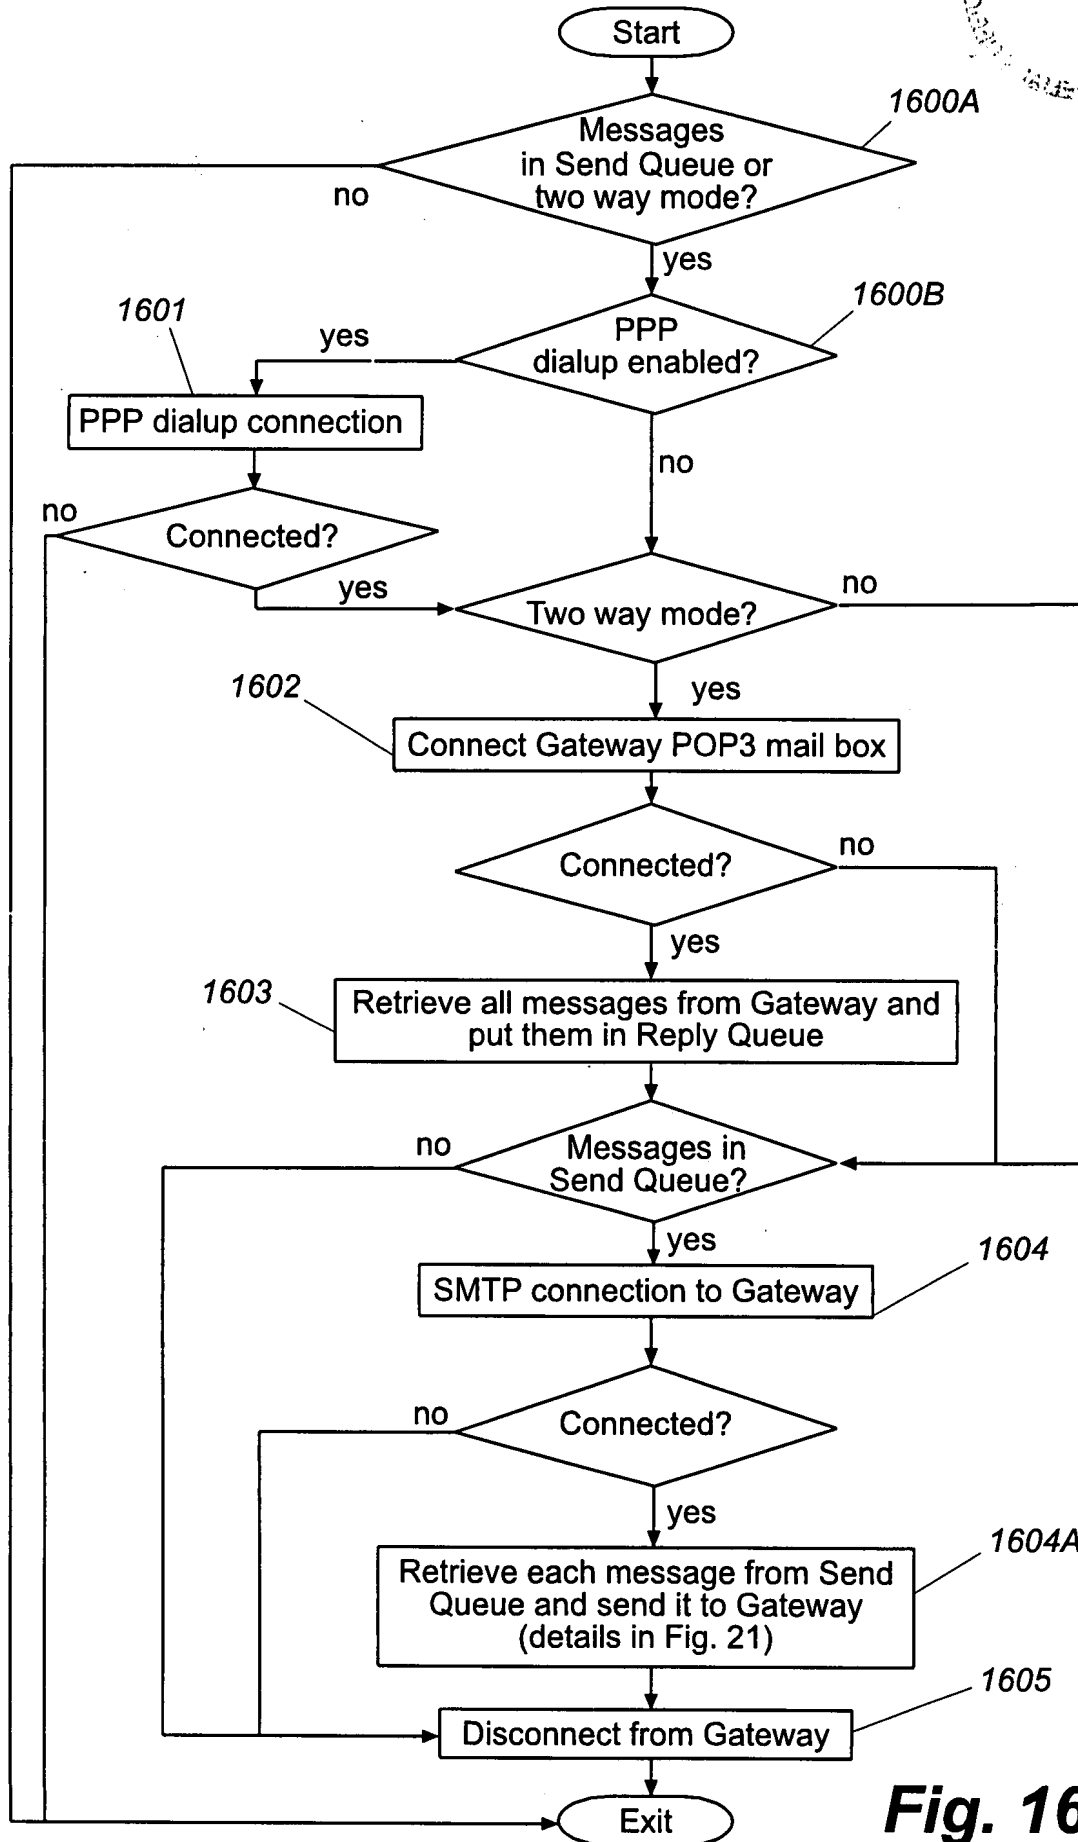 Start
1600A
Messages
in Send Queue or
two way mode?
no
yes
1600B
1601
PPP
dialup enabled?
yes
PPP dialup connection
no
no
Connected?
yes
Two way mode?
no
1602
yes
Connect Gateway POP3 mail box
Connected?
no
yes
1603
Retrieve all messages from Gateway and
put them in Reply Queue
no
Messages in
Send Queue?
yes
1604
SMTP connection to Gateway
no
Connected?
yes
1604A
Retrieve each message from Send
Queue and send it to Gateway
(details in Fig. 21)
1605
Disconnect from Gateway
Exit
Fig. 16